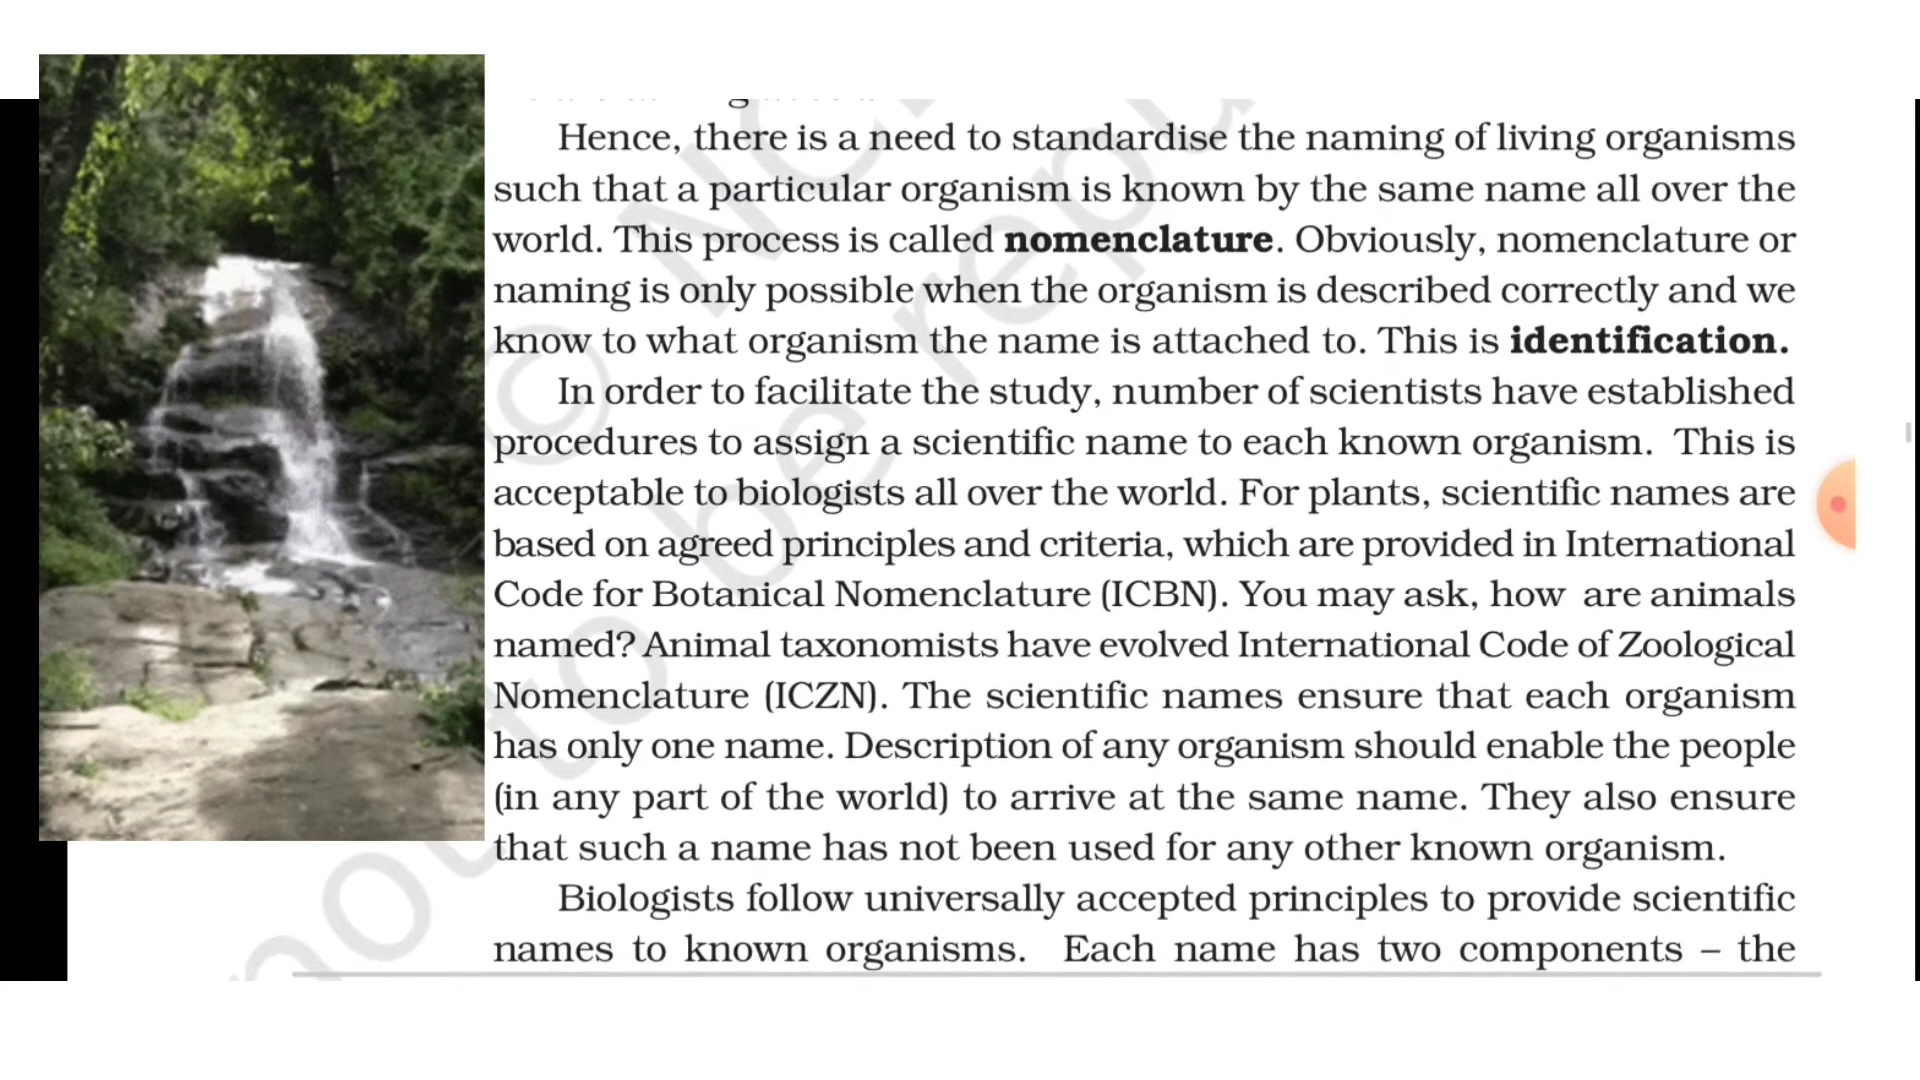 Hence, there is a need to standardise the naming of living organisms
such that a particular organism is known by the same name all over the
world. This process is called nomenclature. Obviously, nomenclature or
naming is only possible when the organism is described correctly and we
know to what organism the name is attached to. This is identification.
In order to facilitate the study, number of scientists have established
procedures to assign a scientific name to each known organism. This is
acceptable to biologists all over the world. For plants, scientific names are
based on agreed principles and criteria, which are provided in International
Code for Botanical Nomenclature (ICBN). You may ask, how are animals
named? Animal taxonomists have evolved International Code of Zoological
Nomenclature (ICZN). The scientific names ensure that each organism
has only one name. Description of any organism should enable the people
(in any part of the world) to arrive at the same name. They also ensure
that such a name has not been used for any other known organism.
Biologists follow universally accepted principles to provide scientific
names to known organisms. Each name has two components – the
© NC
not to be repu